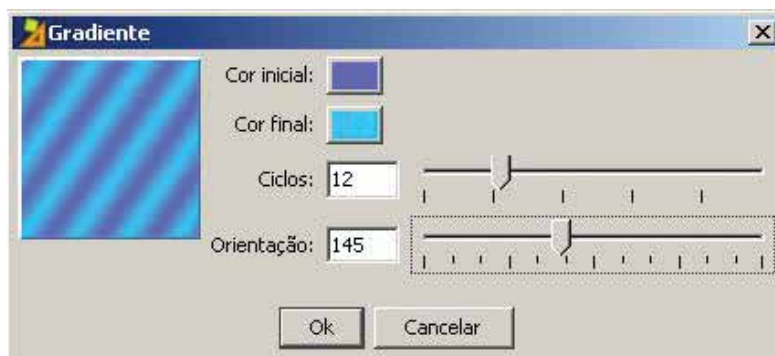 Gradiente
Cor inicial:
Cor final:
Ciclos: 12
Orientação: 145
Ok Cancelar